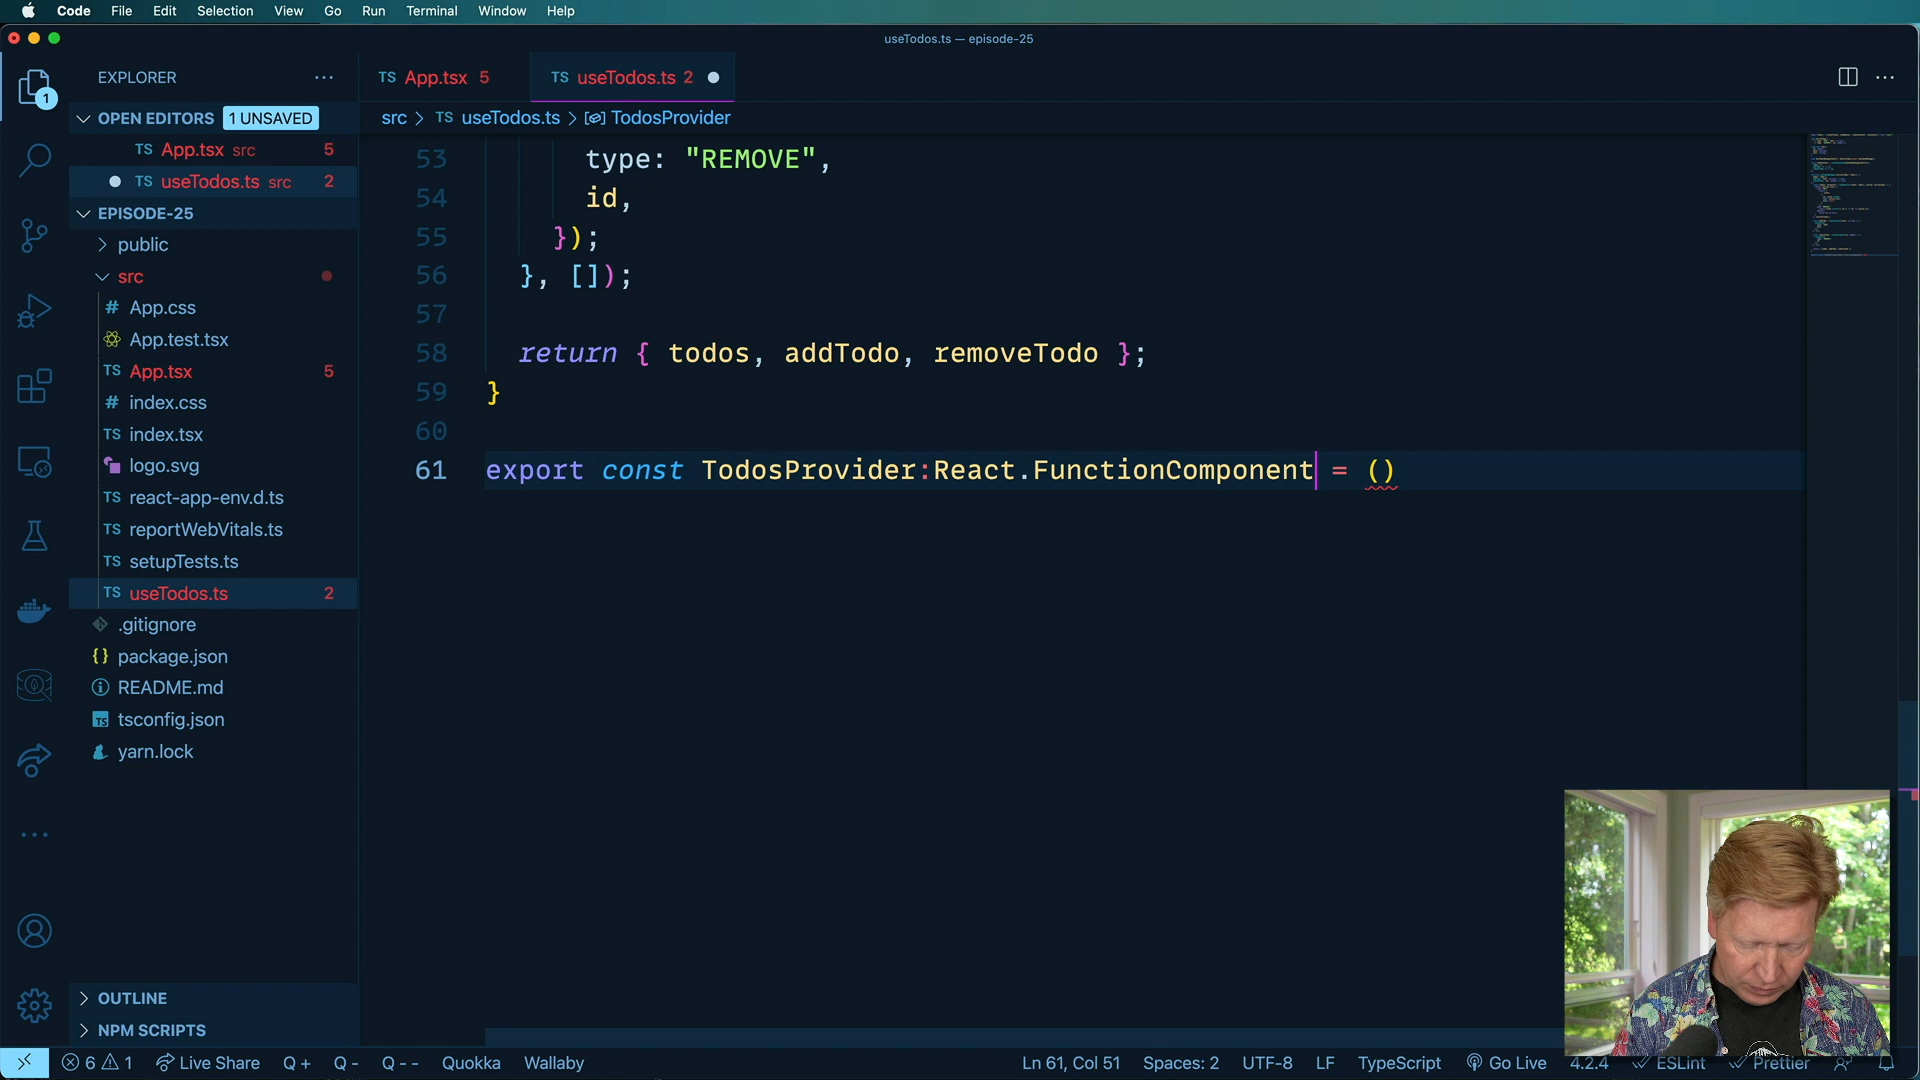 Code File Edit Selection View Go Run Terminal Window Help
useTodos.ts — episode-25
EXPLORER
OPEN EDITORS 1 UNSAVED
TS App.tsx src 5
TS useTodos.ts src 2
EPISODE-25
public
src
# App.css
App.test.tsx
TS App.tsx 5
# index.css
TS index.tsx
logo.svg
TS react-app-env.d.ts
TS reportWebVitals.ts
TS setupTests.ts
TS useTodos.ts 2
.gitignore
{} package.json
README.md
TS tsconfig.json
yarn.lock
OUTLINE
NPM SCRIPTS
1
TS App.tsx 5 TS useTodos.ts 2
src > TS useTodos.ts > TodosProvider
53 type: "REMOVE",
54 id,
55 });
56 }, []);
57
58 return { todos, addTodo, removeTodo };
59 }
60
61 export const TodosProvider:React.FunctionComponent = ()
6 1 Live Share Q + Q - Q - - Quokka Wallaby Ln 61, Col 51 Spaces: 2 UTF-8 LF TypeScript Go Live 4.2.4 ESLint Prettier